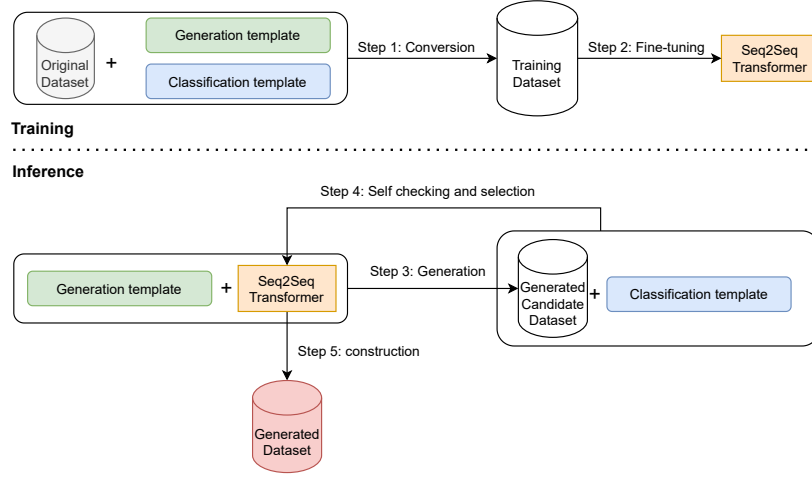 Generation template
Original
Dataset
+
Classification template
Step 1: Conversion
Training
Dataset
Step 2: Fine-tuning
Seq2Seq
Transformer
Training
Inference
Step 4: Self checking and selection
Generation template
+
Seq2Seq
Transformer
Step 3: Generation
Generated
Candidate
Dataset
+
Classification template
Step 5: construction
Generated
Dataset